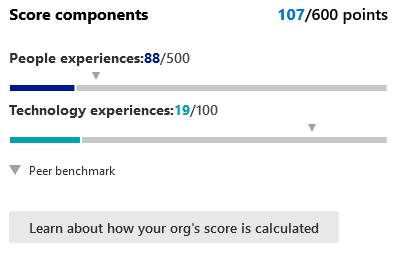 Score components 107/600 points
People experiences:88/500
Technology experiences:19/100
Peer benchmark
Learn about how your org's score is calculated